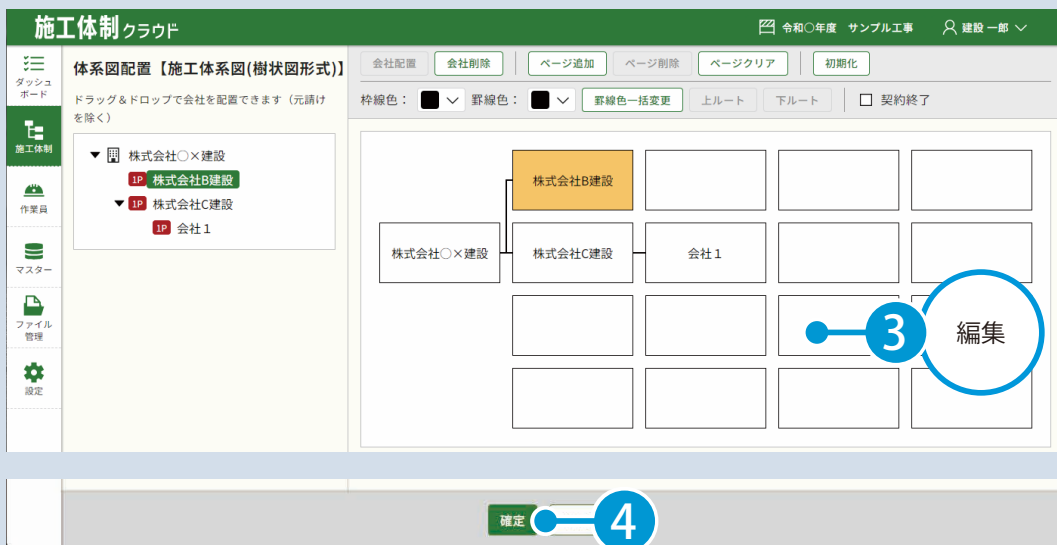 施工体制クラウド
令和○年度 サンプル工事
建設 一郎
ダッシュ
ボード
施工体制
作業員
マスター
ファイル
管理
設定
体系図配置【施工体系図(樹状図形式)】
ドラッグ＆ドロップで会社を配置できます（元請け
を除く）
株式会社○×建設
1P 株式会社B建設
1P 株式会社C建設
1P 会社１
会社配置 会社削除 ページ追加 ページ削除 ページクリア 初期化
枠線色： 罫線色： 罫線色一括変更 上ルート 下ルート 契約終了
株式会社B建設
株式会社○×建設 株式会社C建設 会社１
3 編集
確定 4